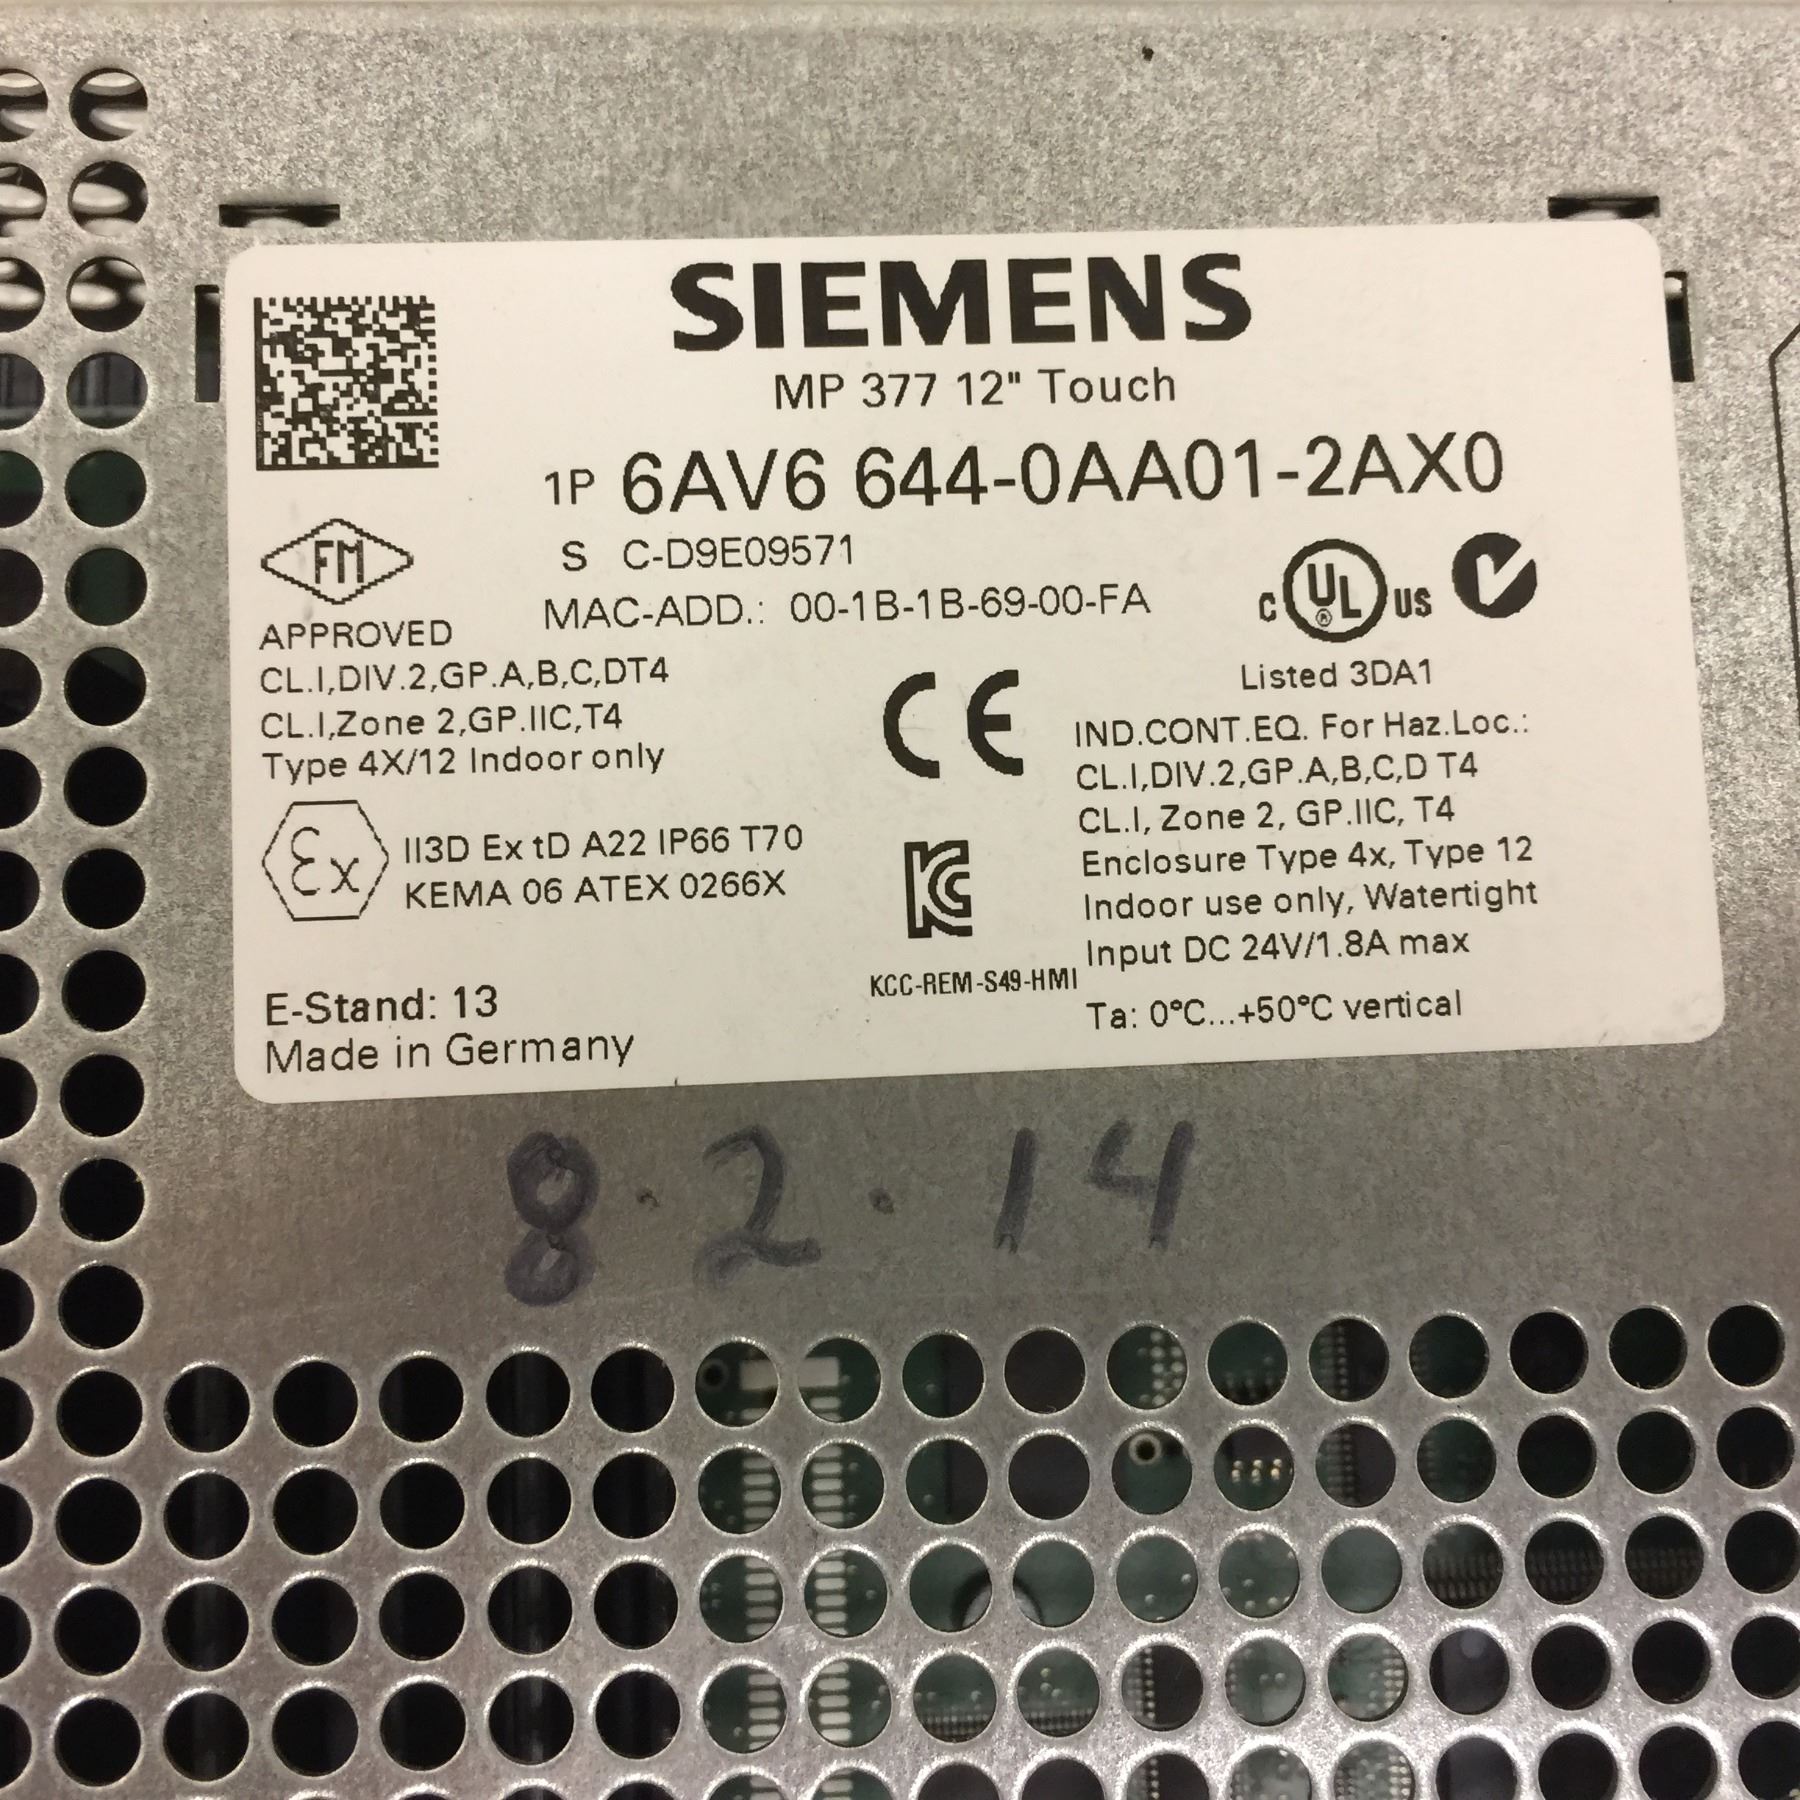 SIEMENS
MP 377 12" Touch
1P 6AV6 644-0AA01-2AX0
S C-D9E09571
MAC-ADD.: 00-1B-1B-69-00-FA
FM
APPROVED
CL.I,DIV.2,GP.A,B,C,DT4
CL.I,Zone 2,GP.IIC,T4
Type 4X/12 Indoor only
Ex
II3D Ex tD A22 IP66 T70
KEMA 06 ATEX 0266X
E-Stand: 13
Made in Germany
CE
KC
KCC-REM-S49-HMI
C UL ® US
Listed 3DA1
IND.CONT.EQ. For Haz.Loc.:
CL.I,DIV.2,GP.A,B,C,D T4
CL.I, Zone 2, GP.IIC, T4
Enclosure Type 4x, Type 12
Indoor use only, Watertight
Input DC 24V/1.8A max
Ta: 0°C...+50°C vertical
8.2.14